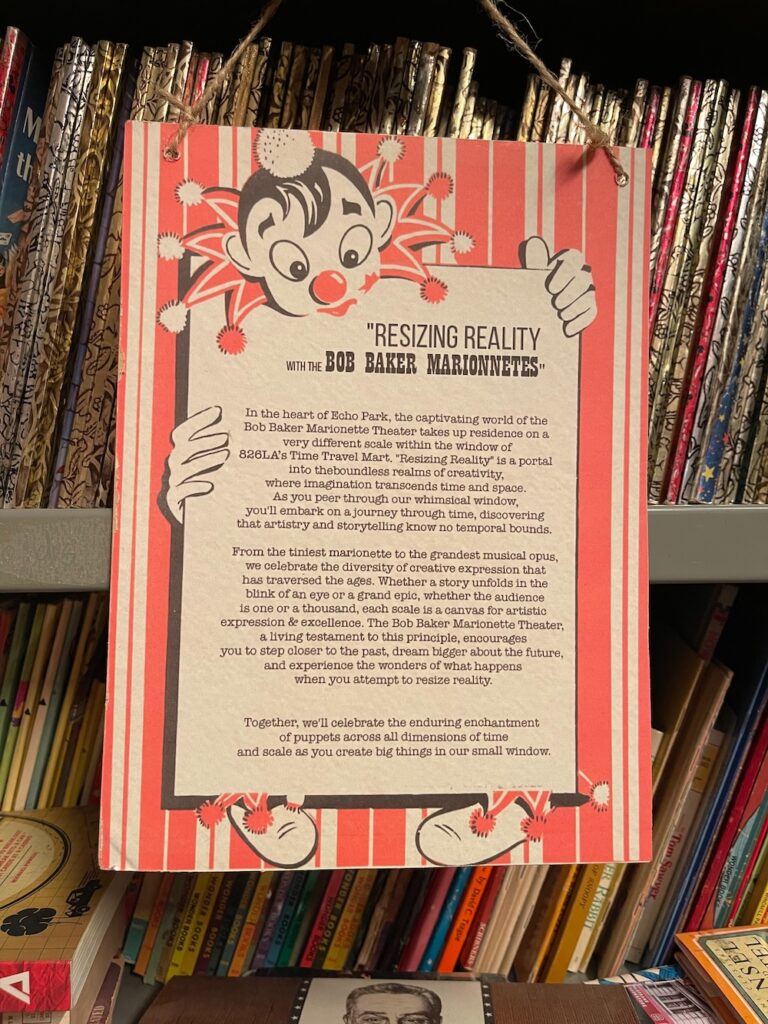 "RESIZING REALITY
WITH THE BOB BAKER MARIONNETES"
In the heart of Echo Park, the captivating world of the
Bob Baker Marionette Theater takes up residence on a
very different scale within the window of
826LA's Time Travel Mart. "Resizing Reality" is a portal
into theboundless realms of creativity,
where imagination transcends time and space.
As you peer through our whimsical window,
you'll embark on a journey through time, discovering
that artistry and storytelling know no temporal bounds.
From the tiniest marionette to the grandest musical opus,
we celebrate the diversity of creative expression that
has traversed the ages. Whether a story unfolds in the
blink of an eye or a grand epic, whether the audience
is one or a thousand, each scale is a canvas for artistic
expression & excellence. The Bob Baker Marionette Theater,
a living testament to this principle, encourages
you to step closer to the past, dream bigger about the future,
and experience the wonders of what happens
when you attempt to resize reality.
Together, we'll celebrate the enduring enchantment
of puppets across all dimensions of time
and scale as you create big things in our small window.
WONDER BOOKS
WONDER BOOKS
WONDER BOOKS
Tom Sawyer